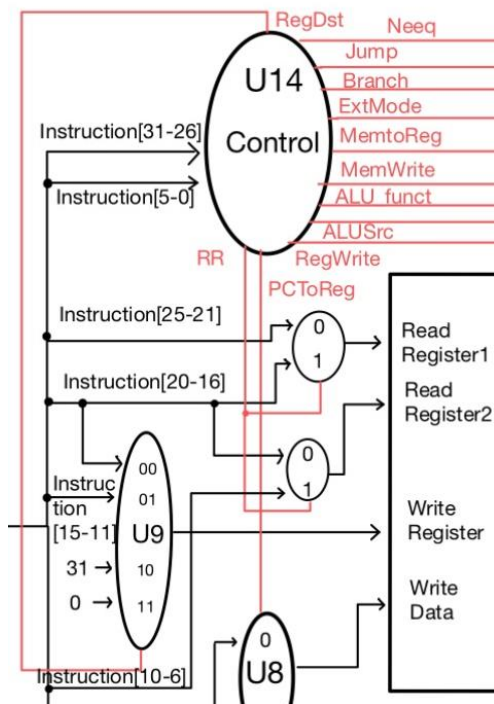 RegDst
Neeq
Jump
U14
Branch
ExtMode
Instruction[31-26]
Control
MemtoReg
MemWrite
Instruction[5-0]
ALU_funct
ALUSrc
RR
RegWrite
PCToReg
Instruction[25-21]
0
1
Read
Register1
Instruction[20-16]
Read
Register2
0
1
00
Instruc
tion
[15-11]
01
U9
Write
Register
31
10
0
11
Write
Data
0
U8
Instruction[10-6]